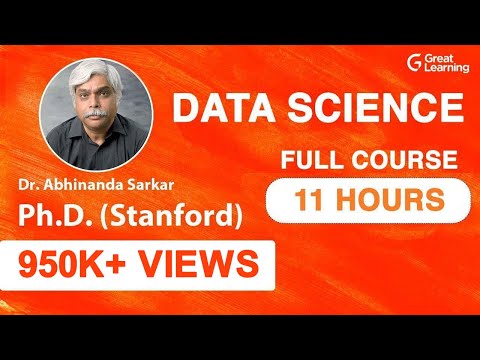 Great
Learning
DATA SCIENCE
FULL COURSE
11 HOURS
Dr. Abhinanda Sarkar
Ph.D. (Stanford)
950K+ VIEWS